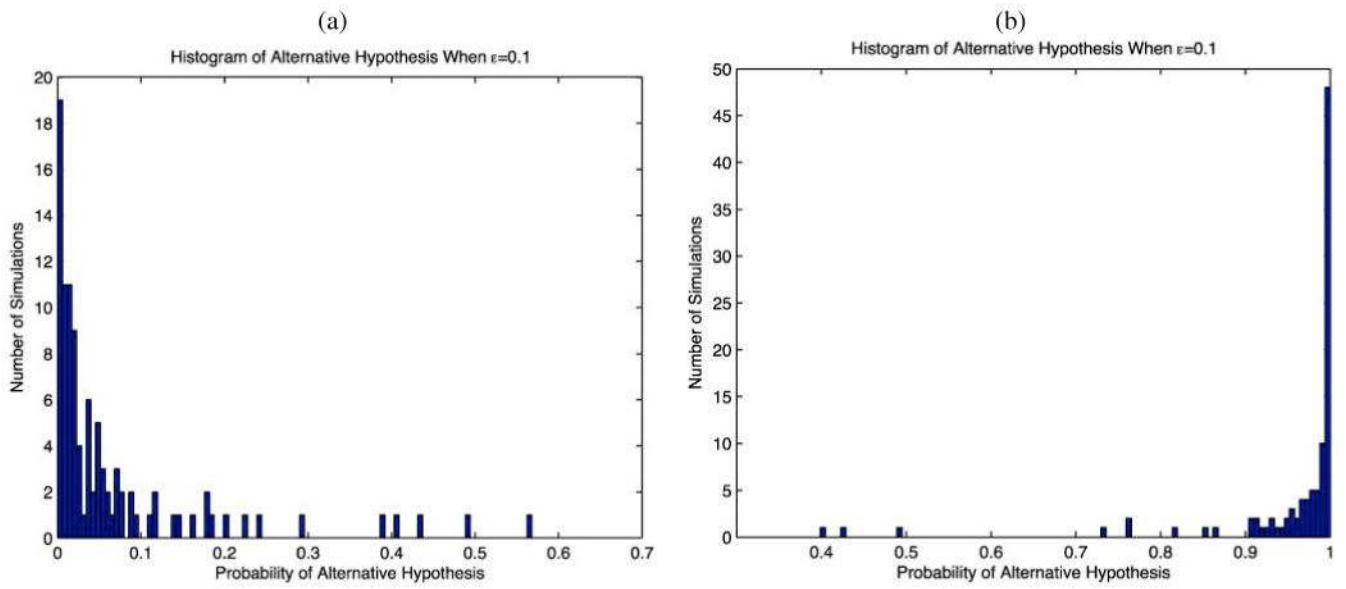 (a)
Histogram of Alternative Hypothesis When ε=0.1
20
18
16
14
12
10
8
6
4
2
0
Number of Simulations
0 0.1 0.2 0.3 0.4 0.5 0.6 0.7
Probability of Alternative Hypothesis
(b)
Histogram of Alternative Hypothesis When ε=0.1
50
45
40
35
30
25
20
15
10
5
0
Number of Simulations
0.4 0.5 0.6 0.7 0.8 0.9 1
Probability of Alternative Hypothesis